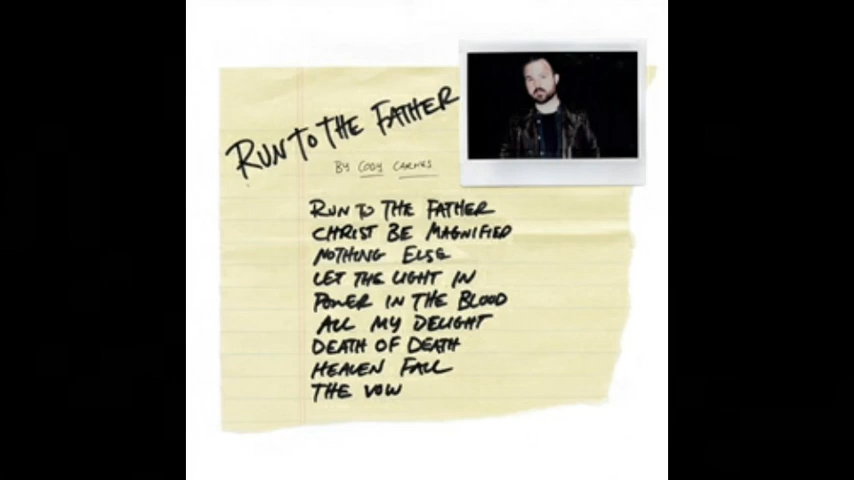 RUN TO THE FATHER
BY CODY CARNES
RUN TO THE FATHER
CHRIST BE MAGNIFIED
NOTHING ELSE
LET THE LIGHT IN
POWER IN THE BLOOD
ALL MY DELIGHT
DEATH OF DEATH
HEAVEN FALL
THE VOW